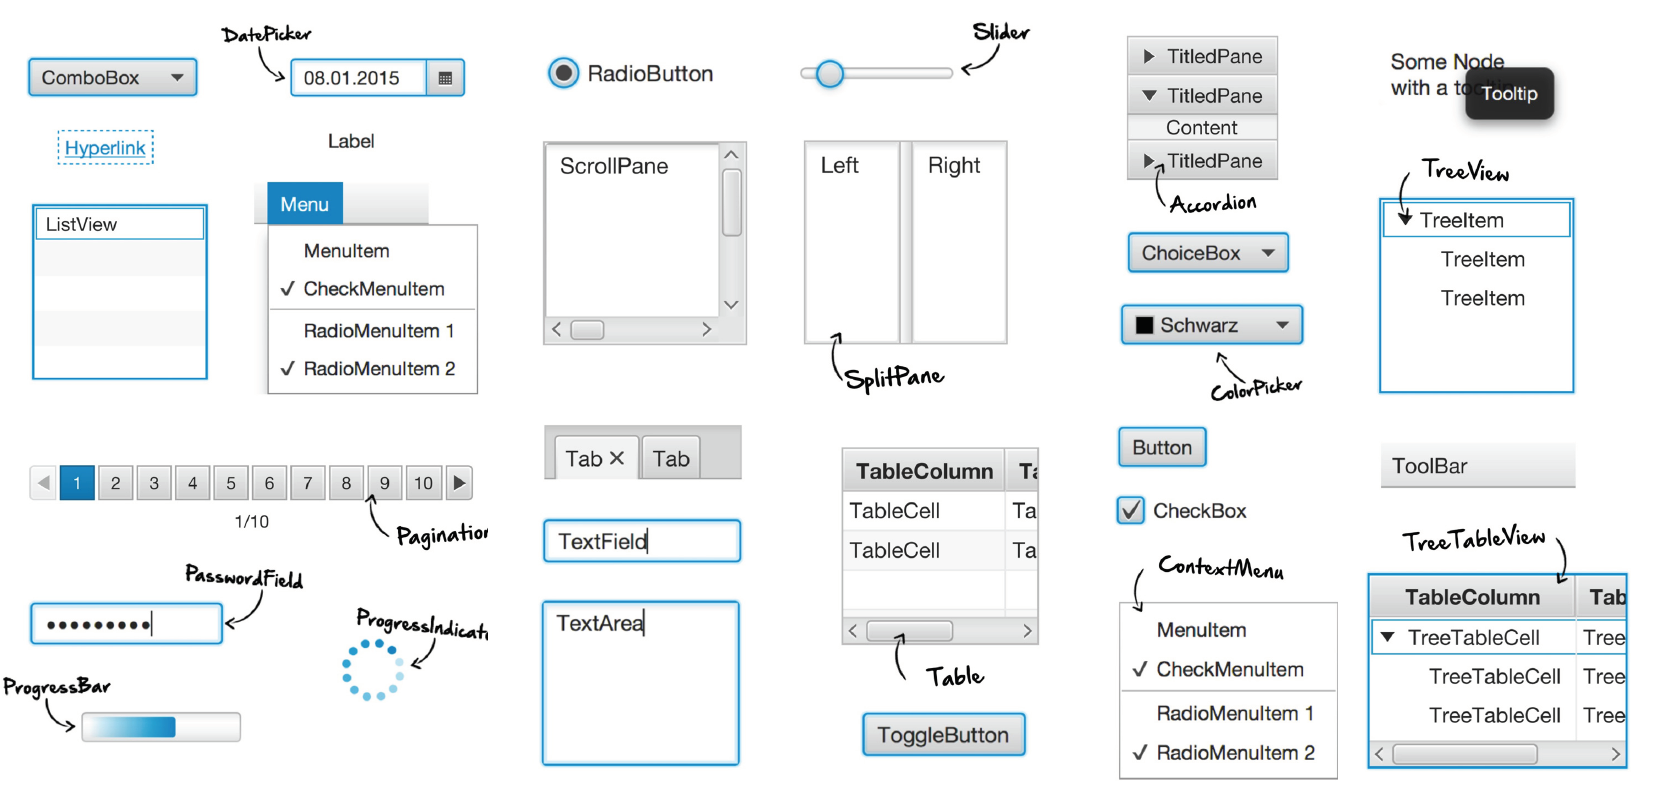 DatePicker
ComboBox
08.01.2015
Hyperlink
Label
ListView
Menu
MenuItem
✓ CheckMenuItem
RadioMenuItem 1
✓ RadioMenuItem 2
1 2 3 4 5 6 7 8 9 10
1/10
Pagination
PasswordField
•••••••••
ProgressIndicat
ProgressBar
RadioButton
Slider
ScrollPane
Left
Right
SplitPane
Tab ×
Tab
TextField
TextArea
TableColumn
Ta
TableCell
Ta
TableCell
Ta
Table
ToggleButton
TitledPane
TitledPane
Content
TitledPane
Accordion
ChoiceBox
Schwarz
ColorPicker
Button
✓ CheckBox
ContextMenu
MenuItem
✓ CheckMenuItem
RadioMenuItem 1
✓ RadioMenuItem 2
Some Node
with a
Tooltip
TreeView
TreeItem
TreeItem
TreeItem
ToolBar
TreeTableView
TableColumn
Tab
TreeTableCell
Tree
TreeTableCell
Tree
TreeTableCell
Tree